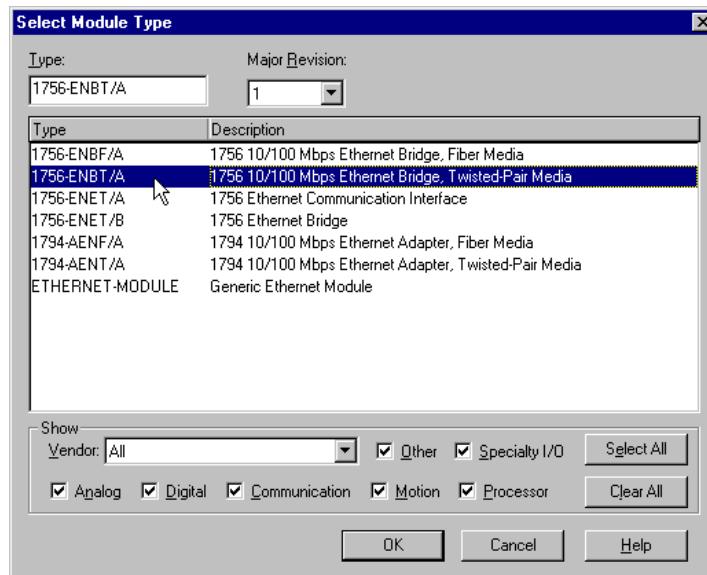 Select Module Type
Type: Major Revision:
1756-ENBT/A 1
Type Description
1756-ENBF/A 1756 10/100 Mbps Ethernet Bridge, Fiber Media
1756-ENBT/A 1756 10/100 Mbps Ethernet Bridge, Twisted-Pair Media
1756-ENET/A 1756 Ethernet Communication Interface
1756-ENET/B 1756 Ethernet Bridge
1794-AENF/A 1794 10/100 Mbps Ethernet Adapter, Fiber Media
1794-AENT/A 1794 10/100 Mbps Ethernet Adapter, Twisted-Pair Media
ETHERNET-MODULE Generic Ethernet Module
Show
Vendor: All Other Specialty I/O Select All
Analog Digital Communication Motion Processor Clear All
OK Cancel Help